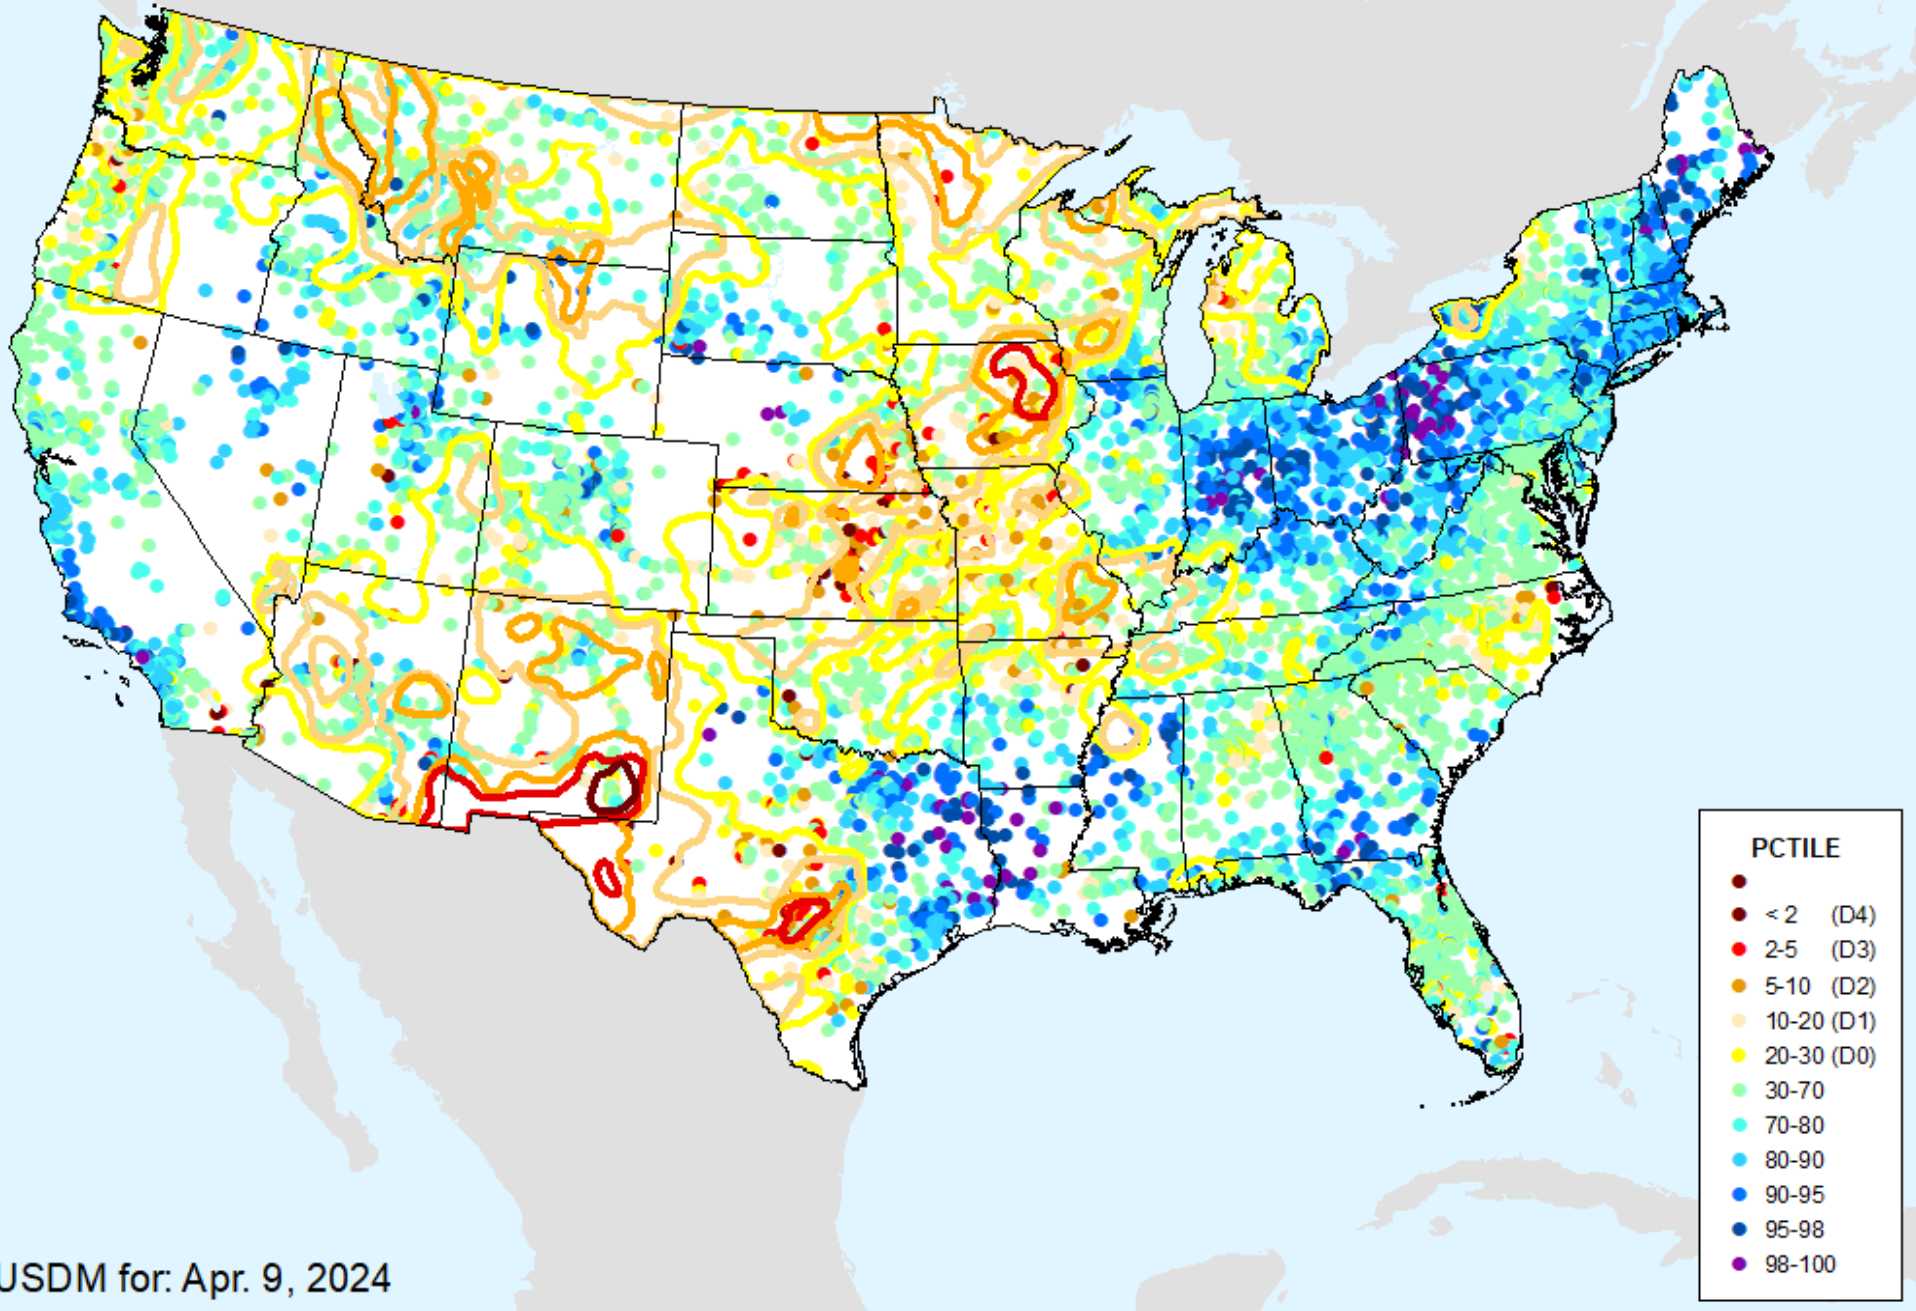 PCTILE
< 2 (D4)
2-5 (D3)
5-10 (D2)
10-20 (D1)
20-30 (D0)
30-70
70-80
80-90
90-95
95-98
98-100
USDM for: Apr. 9, 2024